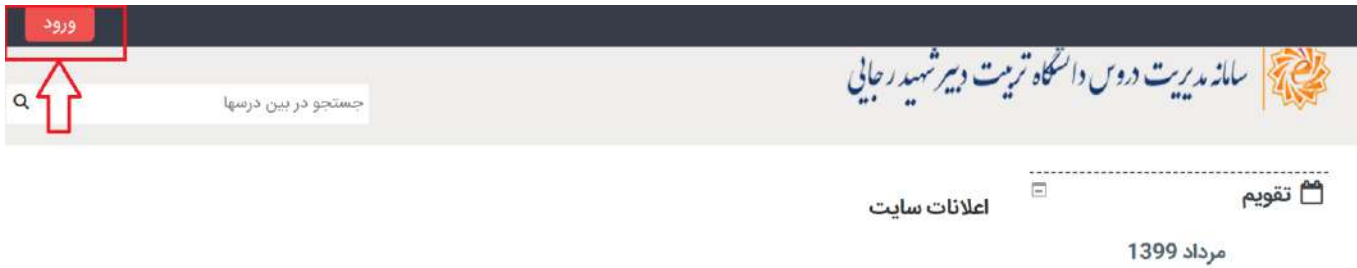 ورود
سامانه مدیریت دروس دانشگاه تربیت دبیر شهید رجایی
جستجو در بین درسها
تقویم
اعلانات سایت
مرداد 1399